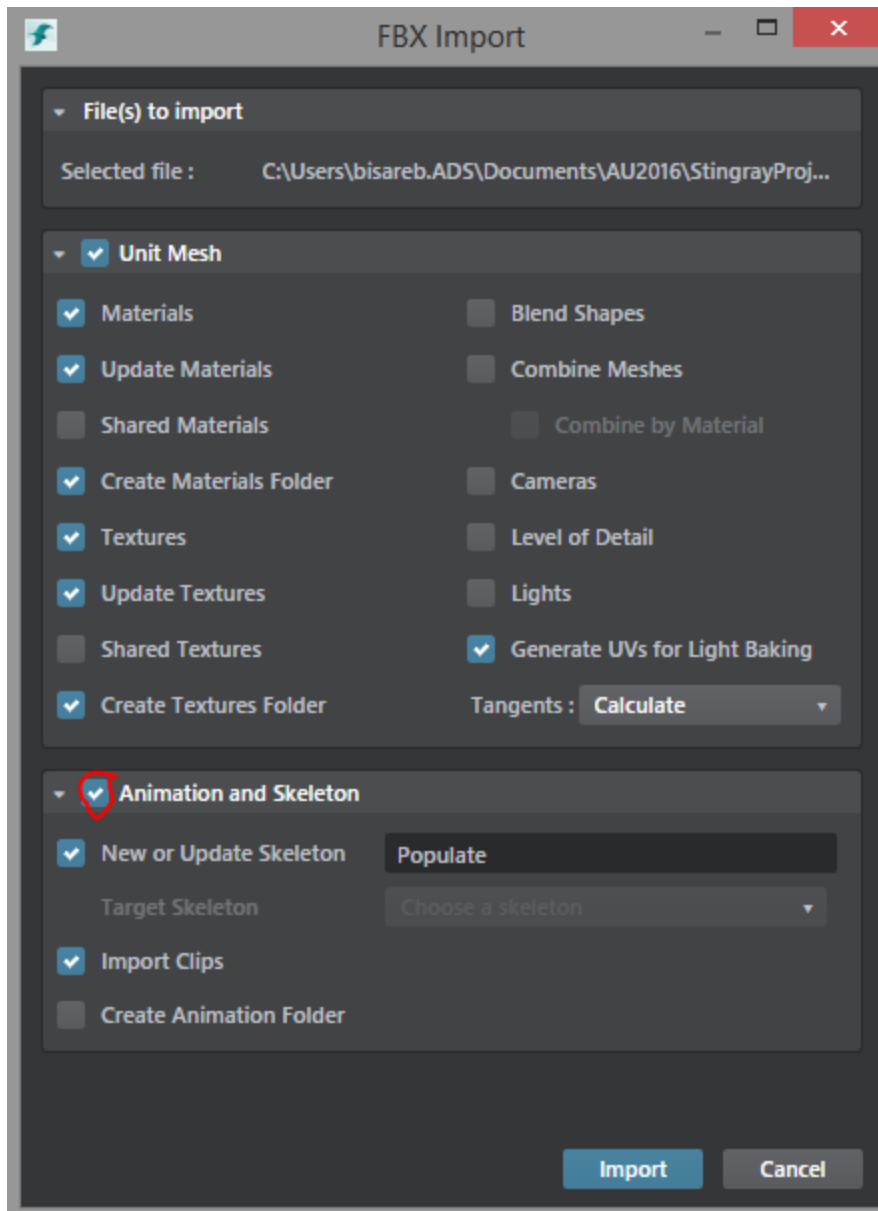 FBX Import
File(s) to import
Selected file : C:\Users\bisareb.ADS\Documents\AU2016\StingrayProj...
Unit Mesh
Materials
Blend Shapes
Update Materials
Combine Meshes
Shared Materials
Combine by Material
Create Materials Folder
Cameras
Textures
Level of Detail
Update Textures
Lights
Shared Textures
Generate UVs for Light Baking
Create Textures Folder
Tangents : Calculate
Animation and Skeleton
New or Update Skeleton Populate
Target Skeleton Choose a skeleton
Import Clips
Create Animation Folder
Import Cancel